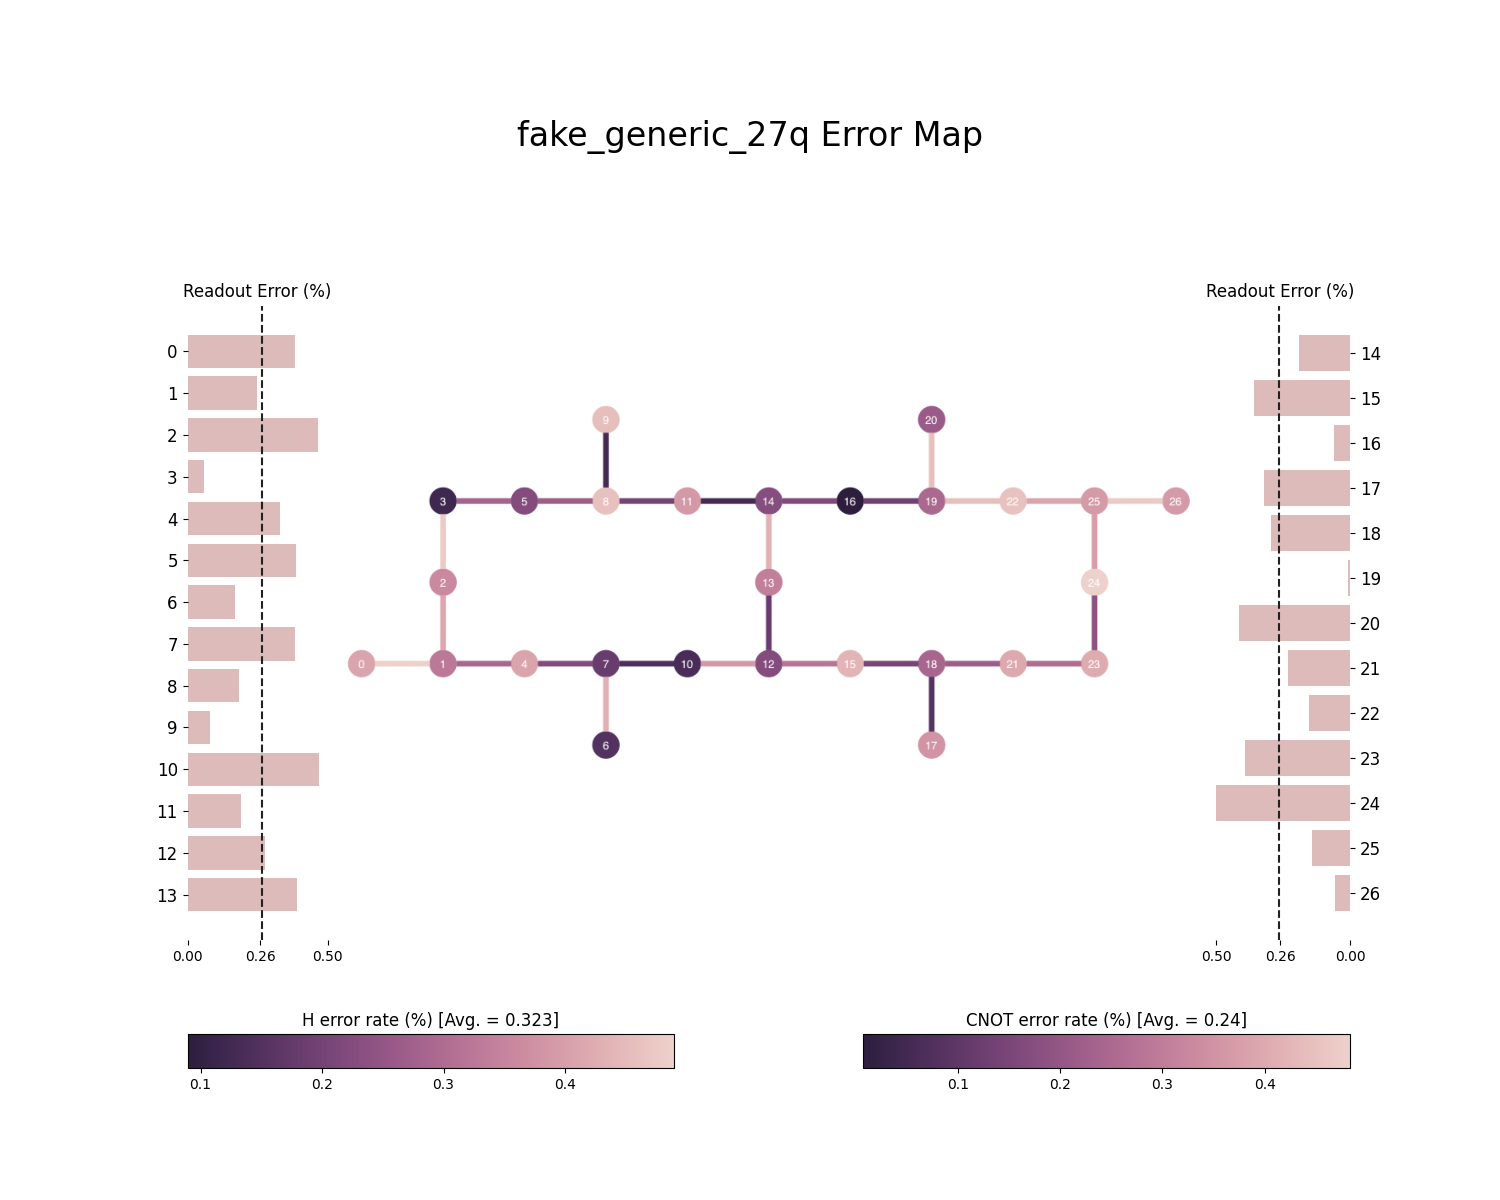 fake_generic_27q Error Map
Readout Error (%)
0
1
2
3
4
5
6
7
8
9
10
11
12
13
0.00 0.26 0.50
9 20
3 5 8 11 14 16 19 22 25 26
2 13 24
0 1 4 7 10 12 15 18 21 23
6 17
Readout Error (%)
14
15
16
17
18
19
20
21
22
23
24
25
26
0.50 0.26 0.00
H error rate (%) [Avg. = 0.323]
0.1 0.2 0.3 0.4
CNOT error rate (%) [Avg. = 0.24]
0.1 0.2 0.3 0.4